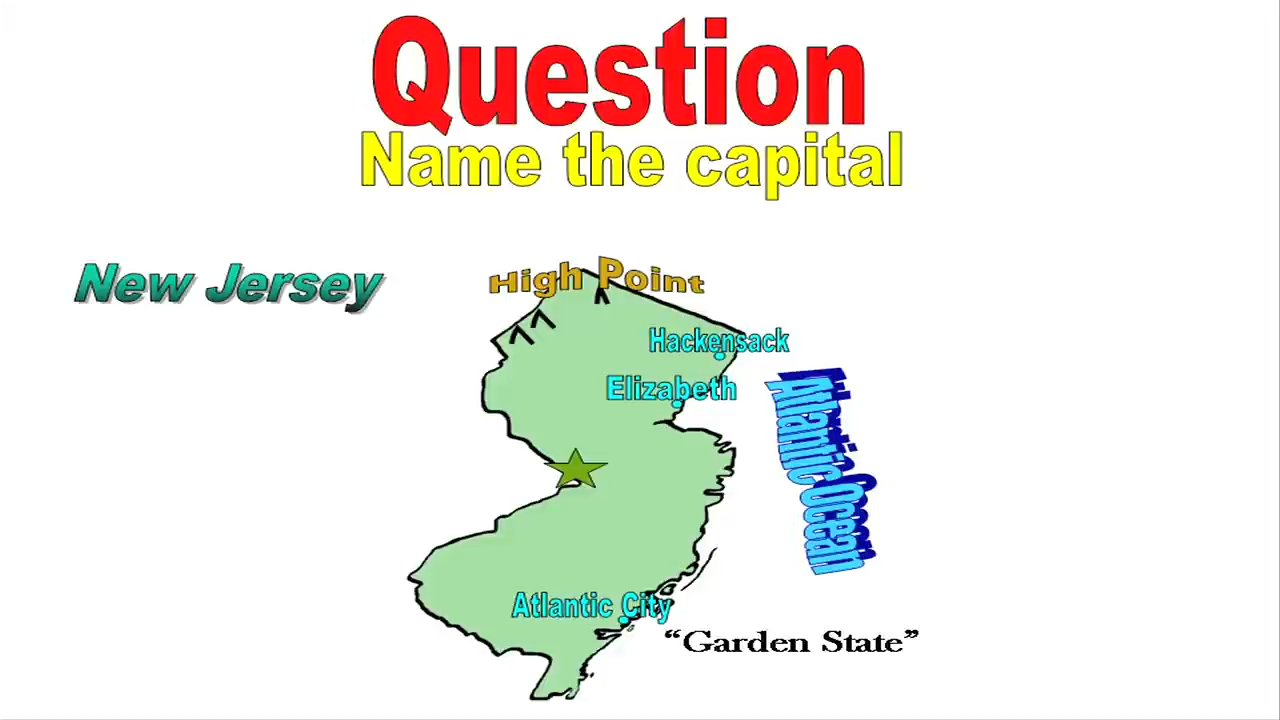 Question
Name the capital
New Jersey
High Point
Hackensack
Elizabeth
Atlantic Ocean
Atlantic City
“Garden State”